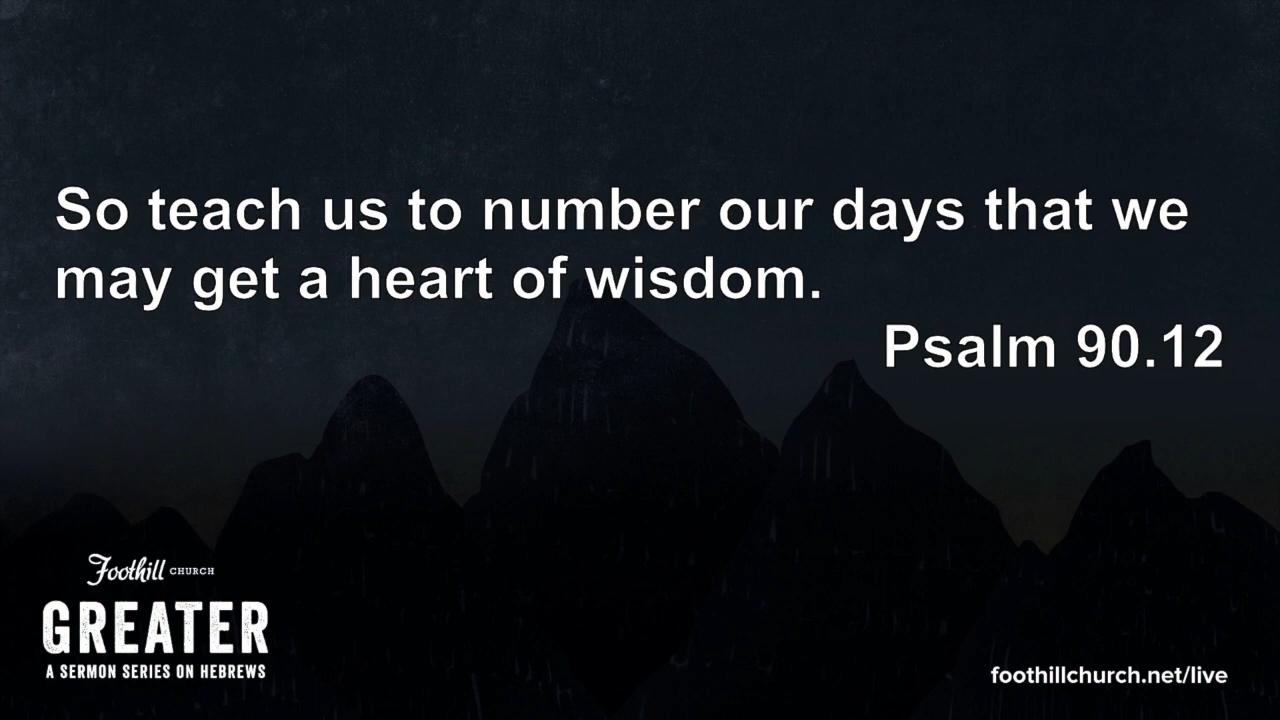 So teach us to number our days that we
may get a heart of wisdom.
Psalm 90.12
Foothill CHURCH
GREATER
A SERMON SERIES ON HEBREWS
foothillchurch.net/live